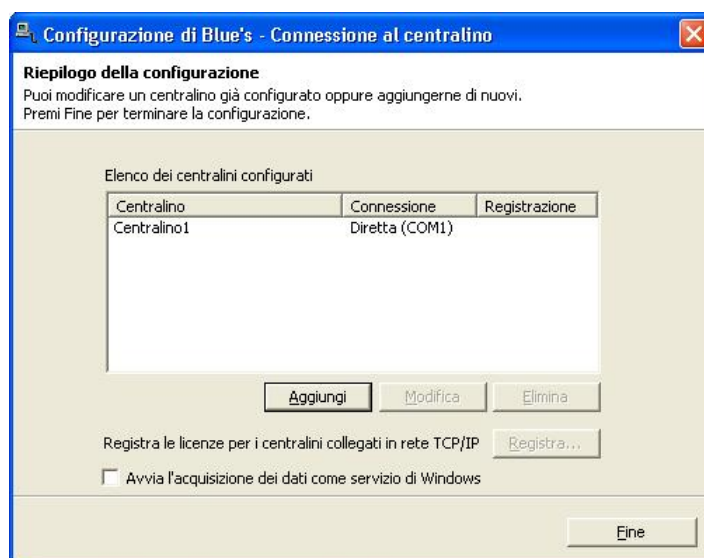 Configurazione di Blue's - Connessione al centralino
Riepilogo della configurazione
Puoi modificare un centralino già configurato oppure aggiungerne di nuovi.
Premi Fine per terminare la configurazione.
Elenco dei centralini configurati
Centralino Connessione Registrazione
Centralino1 Diretta (COM1)
Aggiungi Modifica Elimina
Registra le licenze per i centralini collegati in rete TCP/IP Registra...
Avvia l'acquisizione dei dati come servizio di Windows
Fine